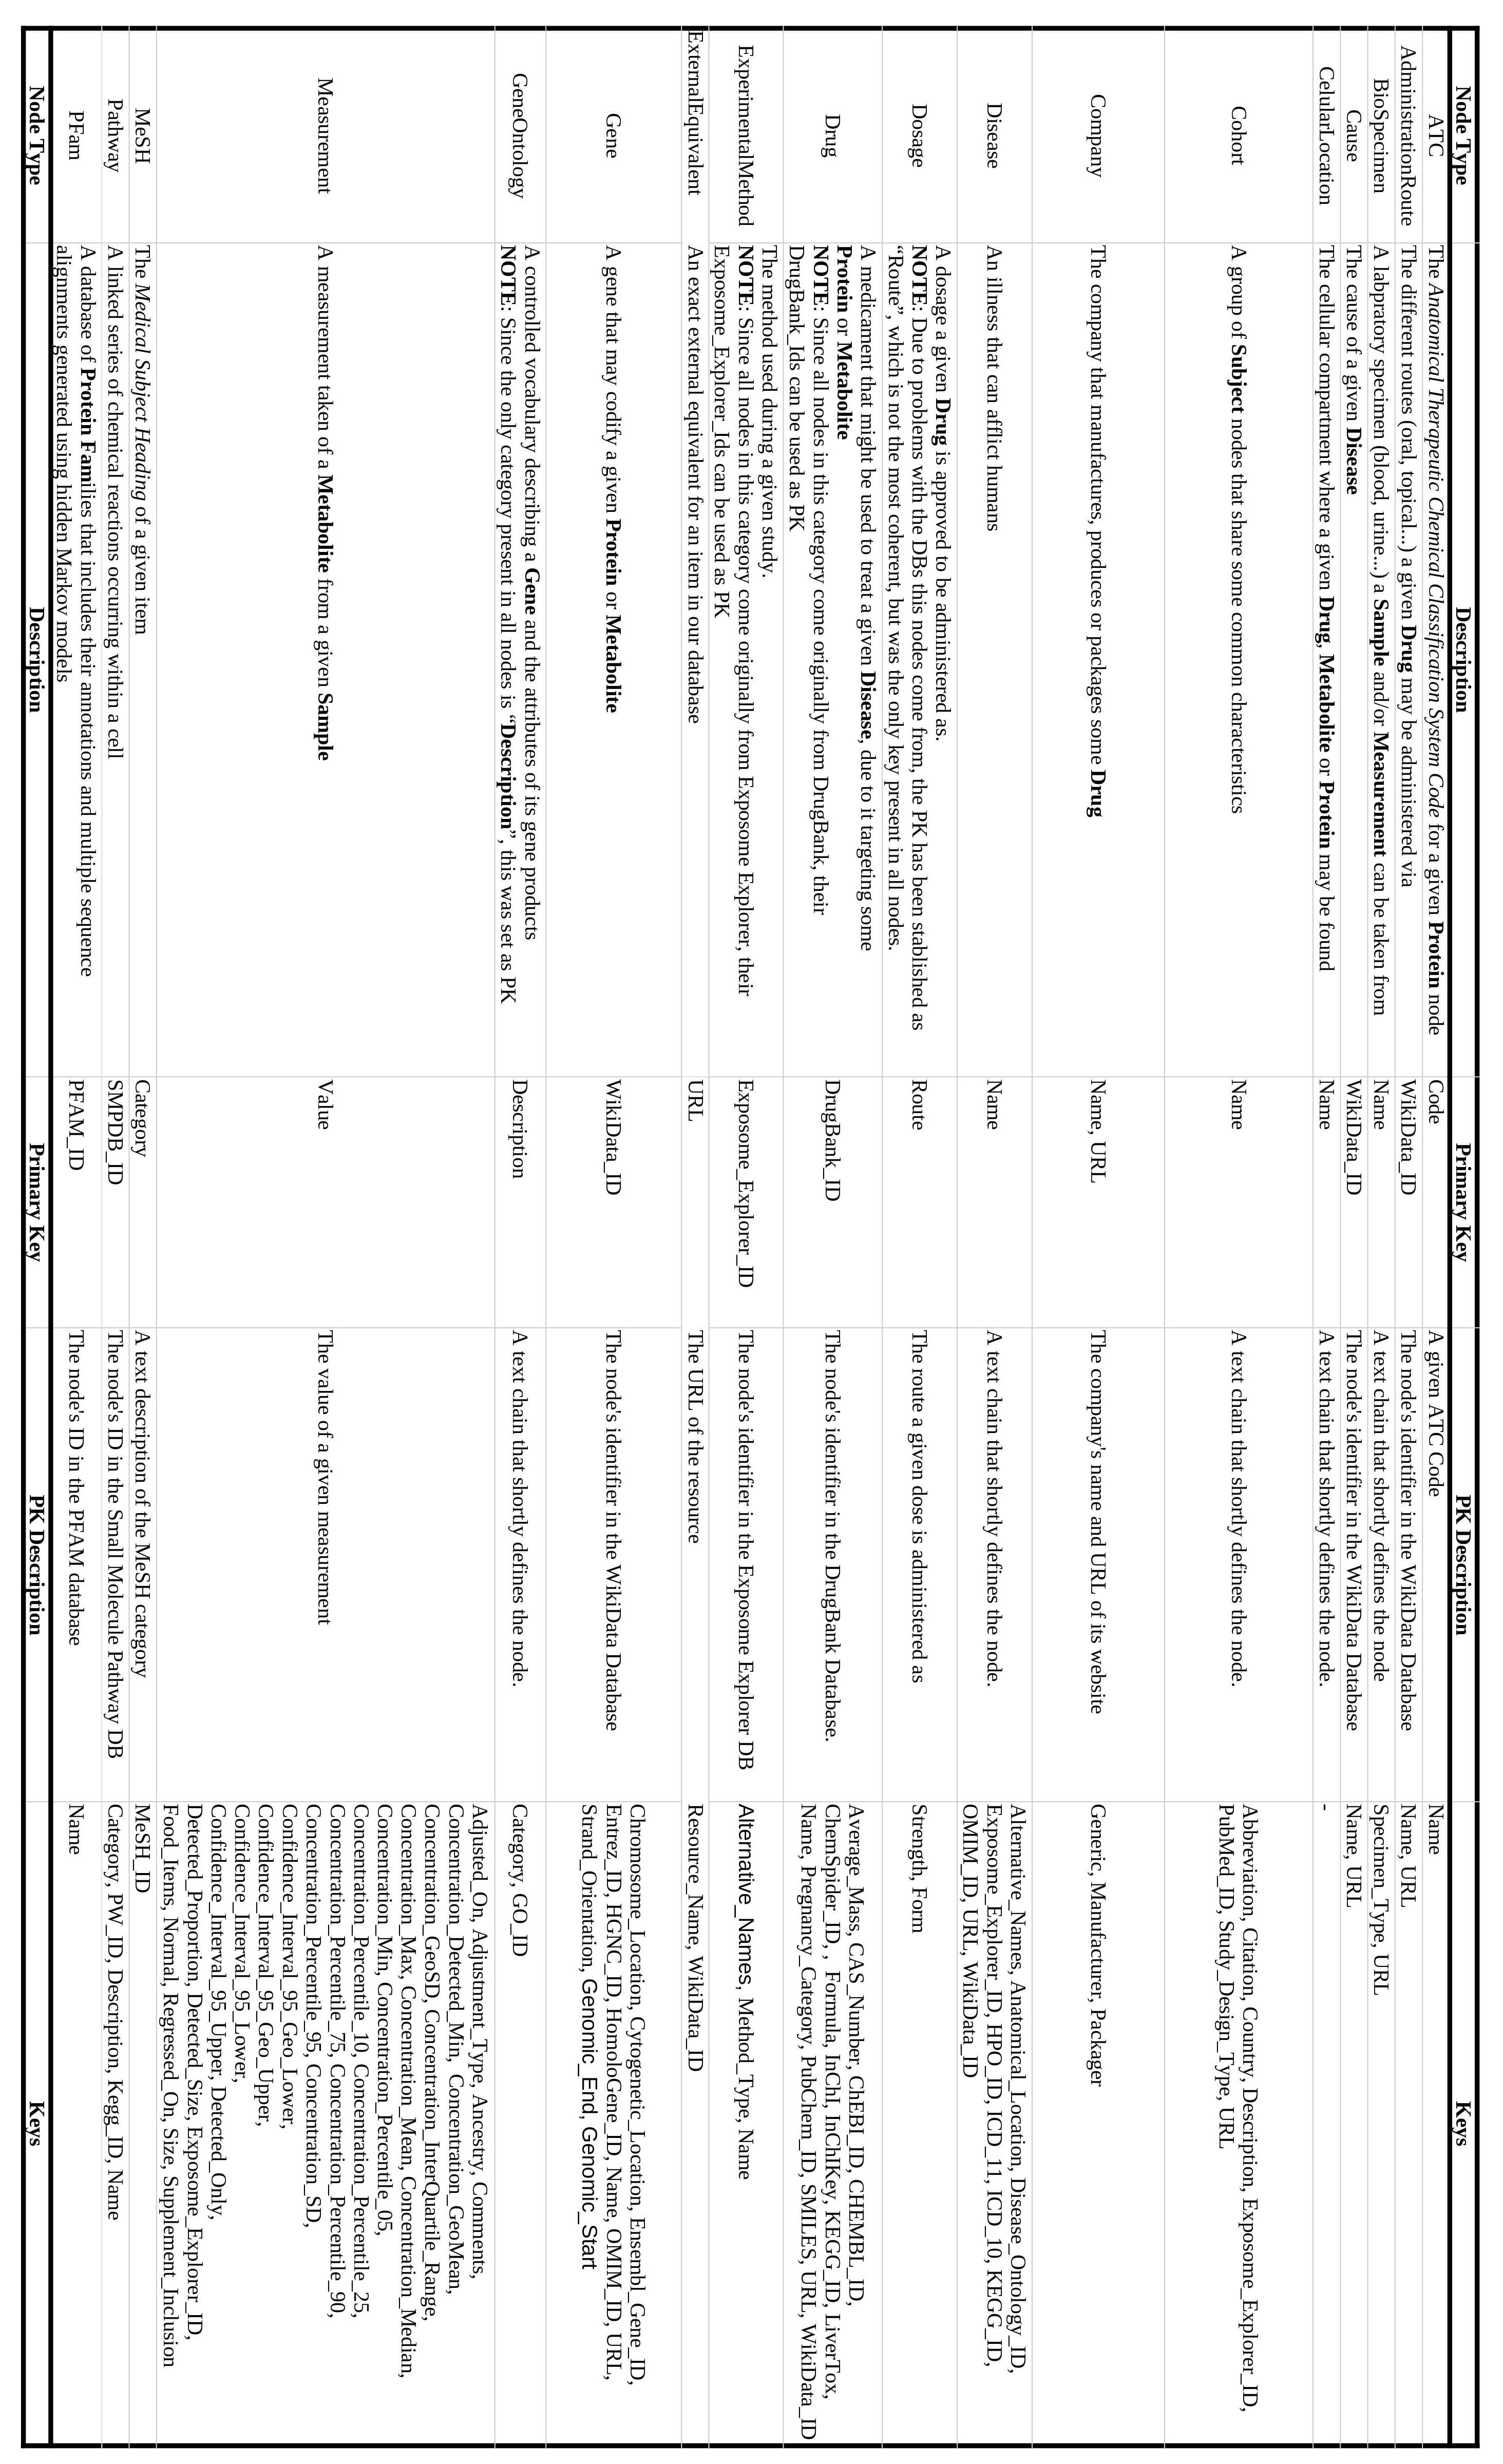 Node Type Description Primary Key PK Description Keys
ATC The Anatomical Therapeutic Chemical Classification System Code for a given Protein node Code A given ATC Code Name
AdministrationRoute The different routes (oral, topical...) a given Drug may be administered via WikiData_ID The node's identifier in the WikiData Database Name, URL
BioSpecimen A labpratory specimen (blood, urine...) a Sample and/or Measurement can be taken from Name A text chain that shortly defines the node Specimen_Type, URL
Cause The cause of a given Disease WikiData_ID The node's identifier in the WikiData Database Name, URL
CelularLocation The cellular compartment where a given Drug, Metabolite or Protein may be found Name A text chain that shortly defines the node. -
Cohort A group of Subject nodes that share some common characteristics Name A text chain that shortly defines the node.
Abbreviation, Citation, Country, Description, Exposome_Explorer_ID,
PubMed_ID, Study_Design_Type, URL
Company The company that manufactures, produces or packages some Drug Name, URL The company's name and URL of its website Generic, Manufacturer, Packager
Disease An illness that can afflict humans Name A text chain that shortly defines the node.
Alternative_Names, Anatomical_Location, Disease_Ontology_ID,
Exposome_Explorer_ID, HPO_ID, ICD_11, ICD_10, KEGG_ID,
OMIM_ID, URL, WikiData_ID
Dosage
A dosage a given Drug is approved to be administered as.
NOTE: Due to problems with the DBs this nodes come from, the PK has been stablished as
“Route”, which is not the most coherent, but was the only key present in all nodes.
Route The route a given dose is administered as Strength, Form
Drug
A medicament that might be used to treat a given Disease, due to it targeting some
Protein or Metabolite
NOTE: Since all nodes in this category come originally from DrugBank, their
DrugBank_Ids can be used as PK
DrugBank_ID The node's identifier in the DrugBank Database.
Average_Mass, CAS_Number, ChEBI_ID, CHEMBL_ID,
ChemSpider_ID, , Formula, InChI, InChIKey, KEGG_ID, LiverTox,
Name, Pregnancy_Category, PubChem_ID, SMILES, URL, WikiData_ID
ExperimentalMethod
The method used during a given study.
NOTE: Since all nodes in this category come originally from Exposome Explorer, their
Exposome_Explorer_Ids can be used as PK
Exposome_Explorer_ID The node's identifier in the Exposome Explorer DB Alternative_Names, Method_Type, Name
ExternalEquivalent An exact external equivalent for an item in our database URL The URL of the resource Resource_Name, WikiData_ID
Gene A gene that may codify a given Protein or Metabolite WikiData_ID The node's identifier in the WikiData Database
Chromosome_Location, Cytogenetic_Location, Ensembl_Gene_ID,
Entrez_ID, HGNC_ID, HomoloGene_ID, Name, OMIM_ID, URL,
Strand_Orientation, Genomic_End, Genomic_Start
GeneOntology
A controlled vocabulary describing a Gene and the attributes of its gene products
NOTE: Since the only category present in all nodes is “Description”, this was set as PK
Description A text chain that shortly defines the node. Category, GO_ID
Measurement A measurement taken of a Metabolite from a given Sample Value The value of a given measurement
Adjusted_On, Adjustment_Type, Ancestry, Comments,
Concentration_Detected_Min, Concentration_GeoMean,
Concentration_GeoSD, Concentration_InterQuartile_Range,
Concentration_Max, Concentration_Mean, Concentration_Median,
Concentration_Min, Concentration_Percentile_05,
Concentration_Percentile_10, Concentration_Percentile_25,
Concentration_Percentile_75, Concentration_Percentile_90,
Concentration_Percentile_95, Concentration_SD,
Confidence_Interval_95_Geo_Lower,
Confidence_Interval_95_Geo_Upper,
Confidence_Interval_95_Lower,
Confidence_Interval_95_Upper, Detected_Only,
Detected_Proportion, Detected_Size, Exposome_Explorer_ID,
Food_Items, Normal, Regressed_On, Size, Supplement_Inclusion
MeSH The Medical Subject Heading of a given item Category A text description of the MeSH category MeSH_ID
Pathway A linked series of chemical reactions occurring within a cell SMPDB_ID The node's ID in the Small Molecule Pathway DB Category, PW_ID, Description, Kegg_ID, Name
PFam
A database of Protein Families that includes their annotations and multiple sequence
alignments generated using hidden Markov models
PFAM_ID The node's ID in the PFAM database Name
Node Type Description Primary Key PK Description Keys